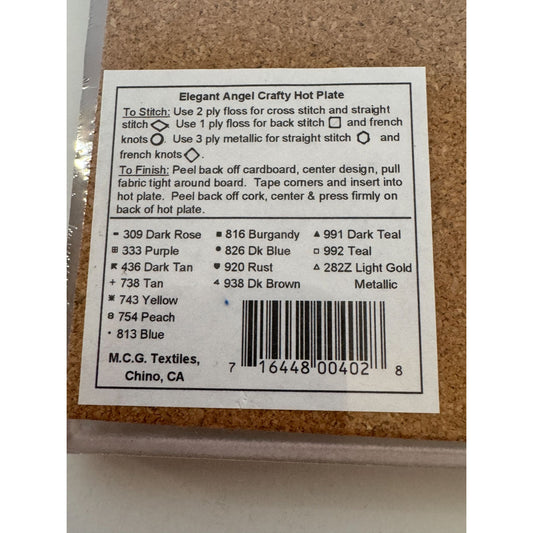 Elegant Angel Crafty Hot Plate
To Stitch: Use 2 ply floss for cross stitch and straight
stitch. Use 1 ply floss for back stitch and french
knots. Use 3 ply metallic for straight stitch and
french knots.
To Finish: Peel back off cardboard, center design, pull
fabric tight around board. Tape corners and insert into
hot plate. Peel back off cork, center & press firmly on
back of hot plate.
309 Dark Rose
333 Purple
436 Dark Tan
738 Tan
743 Yellow
754 Peach
813 Blue
816 Burgandy
826 Dk Blue
920 Rust
938 Dk Brown
991 Dark Teal
992 Teal
282Z Light Gold
Metallic
M.C.G. Textiles,
Chino, CA
7 16448 00402 8